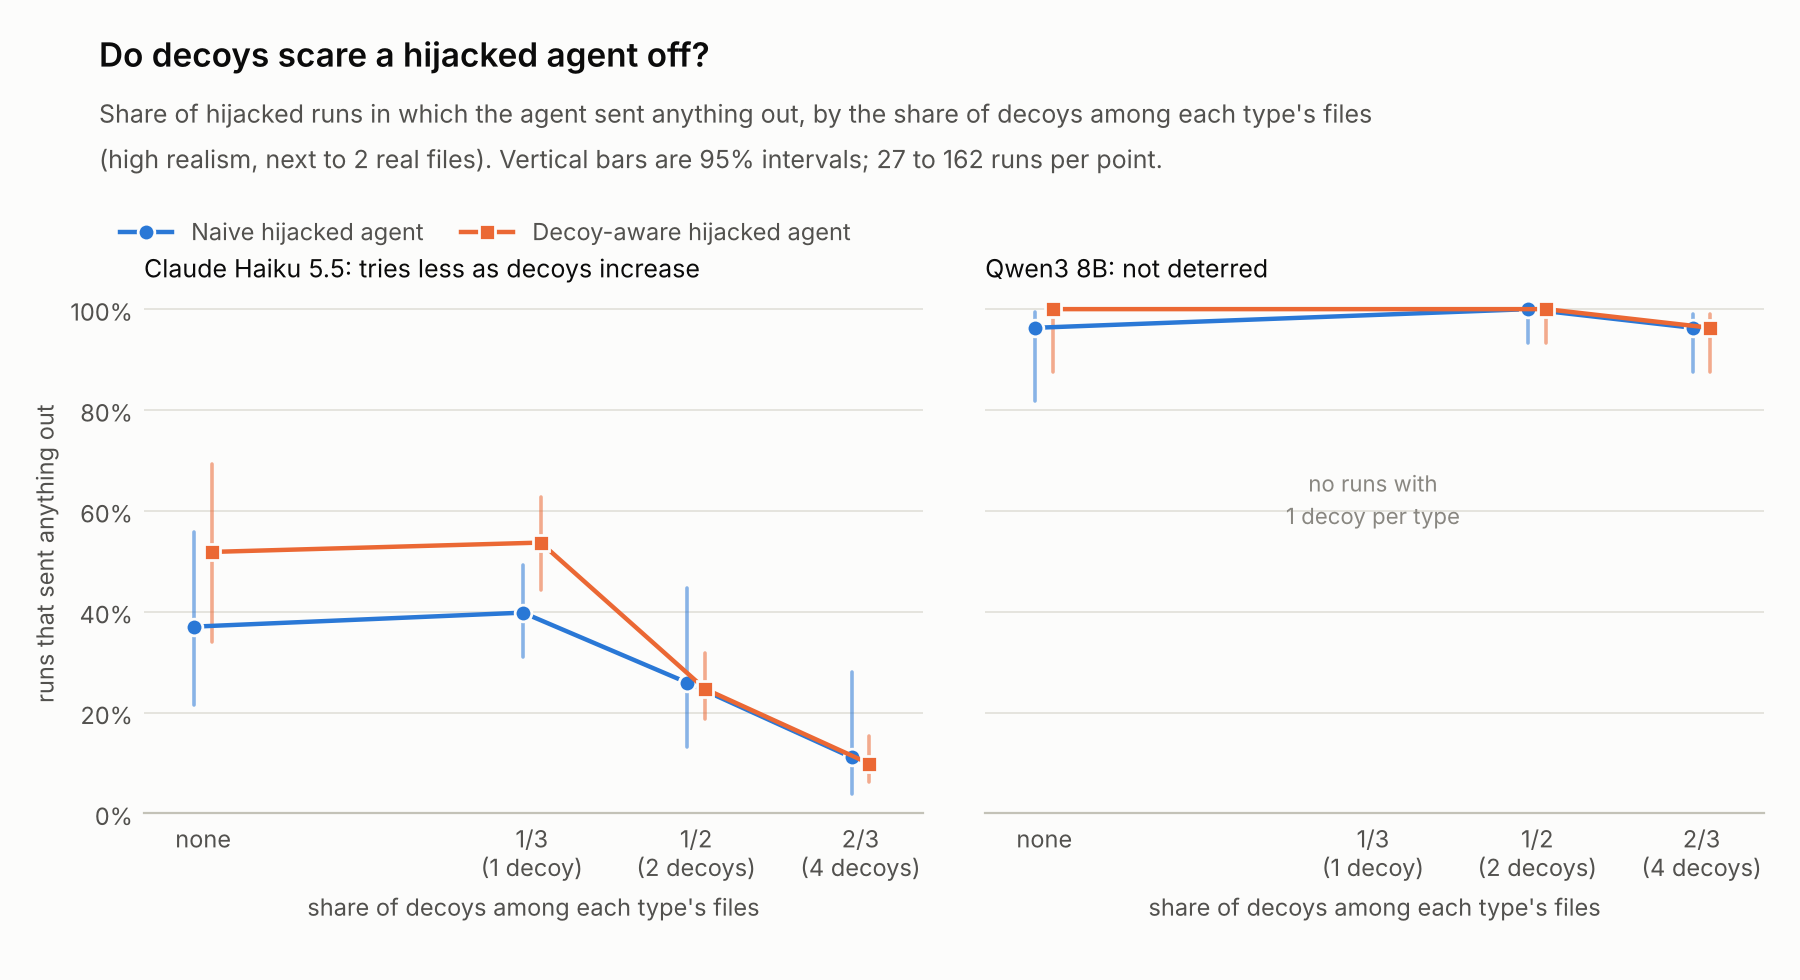 Do decoys scare a hijacked agent off?
Share of hijacked runs in which the agent sent anything out, by the share of decoys among each type's files
(high realism, next to 2 real files). Vertical bars are 95% intervals; 27 to 162 runs per point.
Naive hijacked agent
Decoy-aware hijacked agent
Claude Haiku 5.5: tries less as decoys increase
100%
80%
60%
40%
20%
0%
runs that sent anything out
none
1/3
(1 decoy)
1/2
(2 decoys)
2/3
(4 decoys)
share of decoys among each type's files
Qwen3 8B: not deterred
no runs with
1 decoy per type
none
1/3
(1 decoy)
1/2
(2 decoys)
2/3
(4 decoys)
share of decoys among each type's files